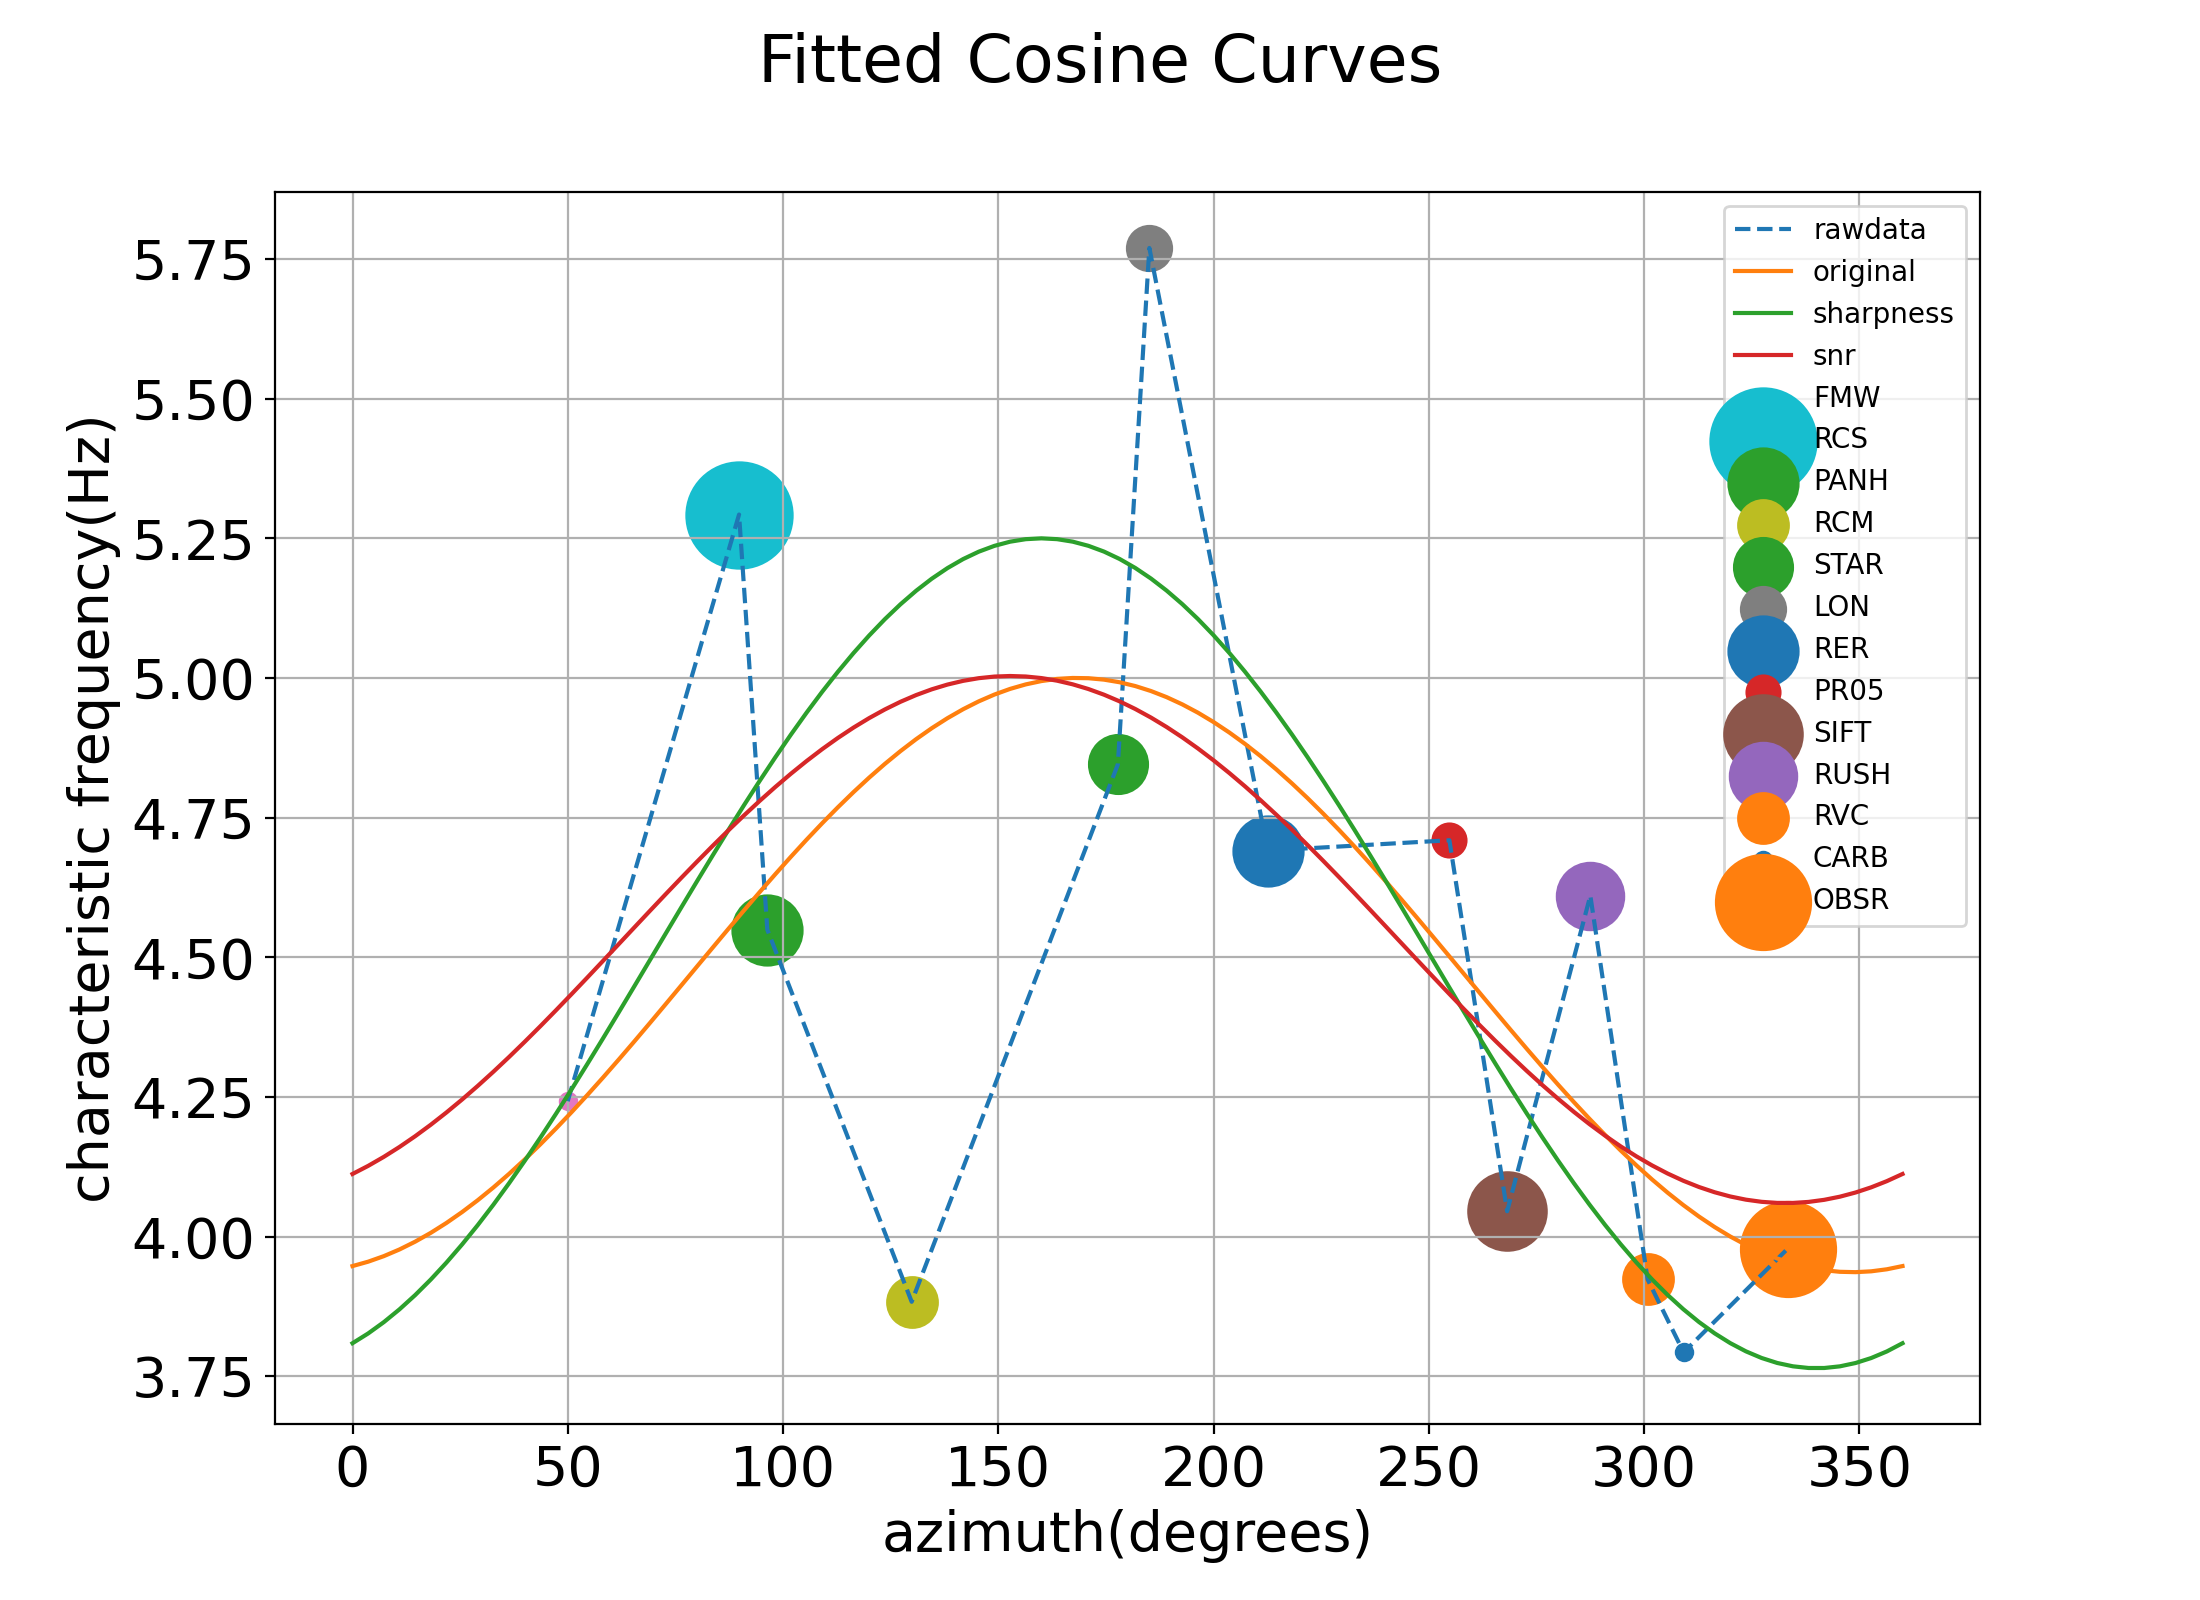 Fitted Cosine Curves
characteristic frequency(Hz)
5.75
5.50
5.25
5.00
4.75
4.50
4.25
4.00
3.75
rawdata
original
sharpness
snr
FMW
RCS
PANH
RCM
STAR
LON
RER
PR05
SIFT
RUSH
RVC
CARB
OBSR
0 50 100 150 200 250 300 350
azimuth(degrees)